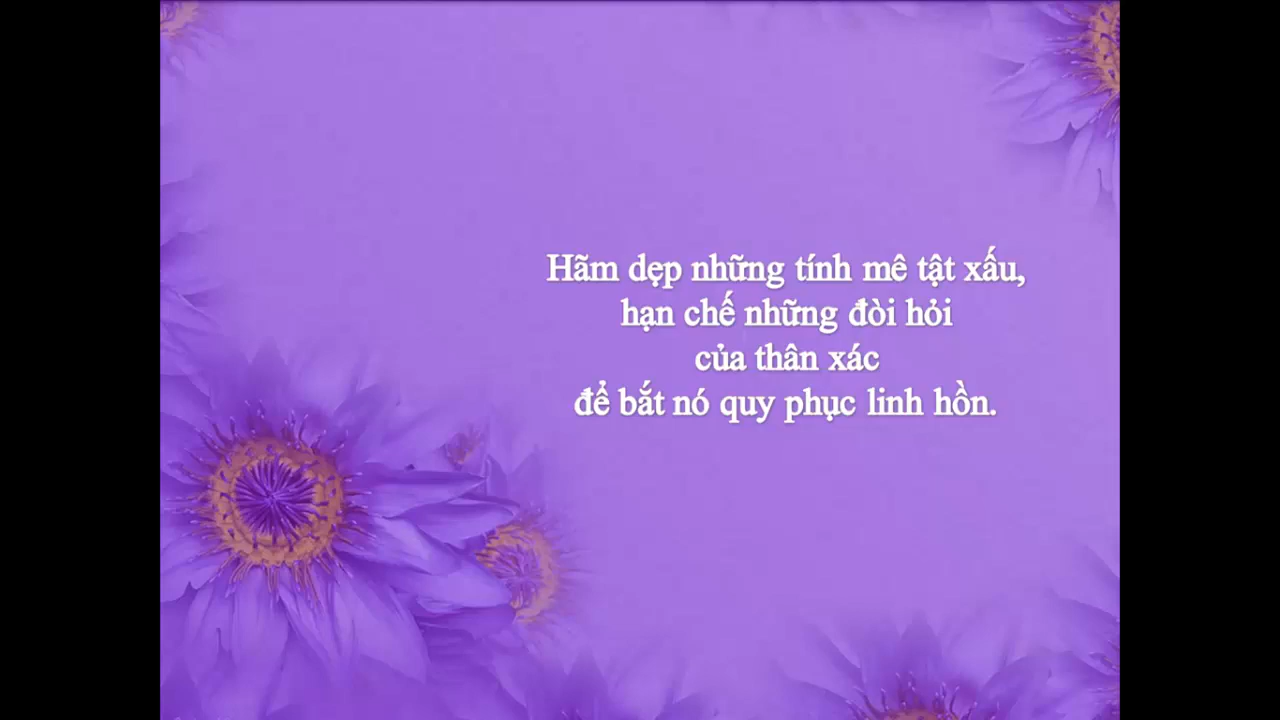 Hãm dẹp những tính mê tật xấu,
hạn chế những đòi hỏi
của thân xác
để bắt nó quy phục linh hồn.